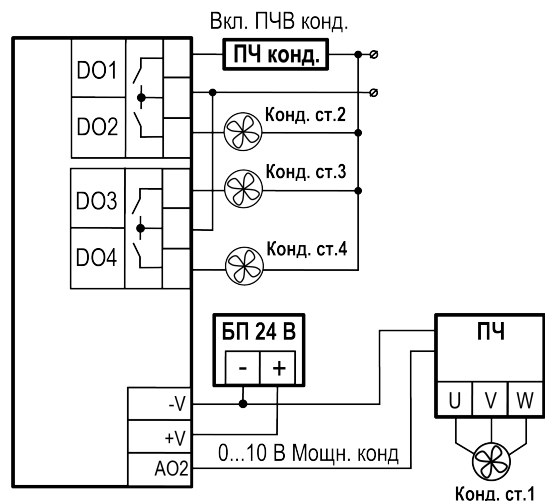 Вкл. ПЧВ конд.
ПЧ конд.
DO1
DO2
Конд. ст.2
DO3
Конд. ст.3
DO4
Конд. ст.4
БП 24 В
- +
ПЧ
U V W
-V
+V
0...10 В Мощн. конд
AO2
Конд. ст.1